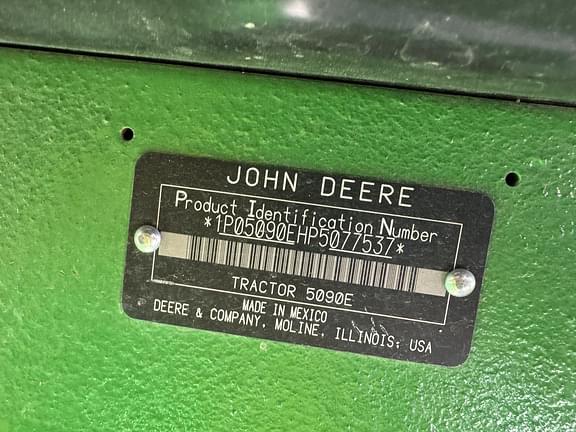 JOHN DEERE
Product Identification Number
*1P05090EHP5077537*
TRACTOR 5090E
MADE IN MEXICO
DEERE & COMPANY, MOLINE, ILLINOIS, USA